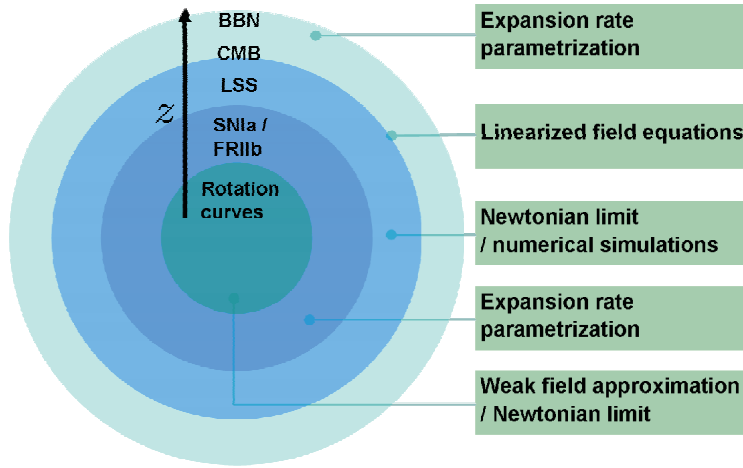 BBN
CMB
LSS
z
SNIa /
FRIIb
Rotation
curves
Expansion rate
parametrization
Linearized field equations
Newtonian limit
/ numerical simulations
Expansion rate
parametrization
Weak field approximation
/ Newtonian limit